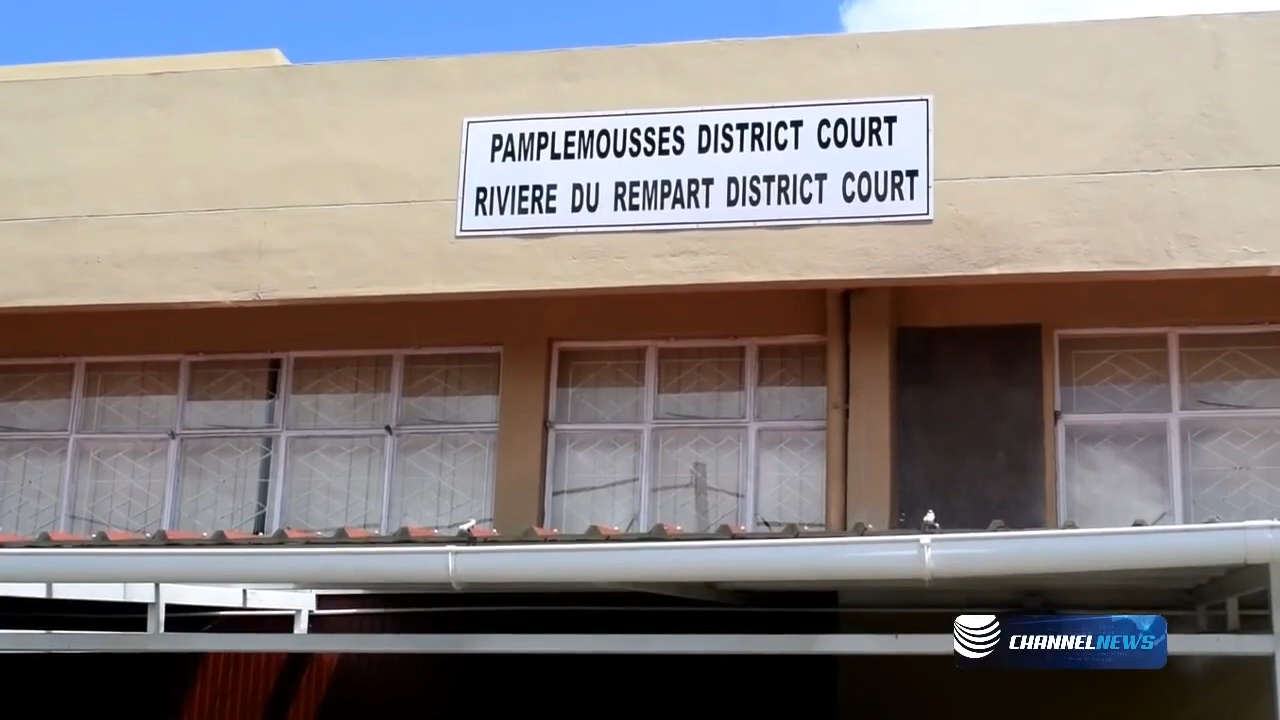 PAMPLEMOUSSES DISTRICT COURT
RIVIERE DU REMPART DISTRICT COURT
CHANNELNEWS